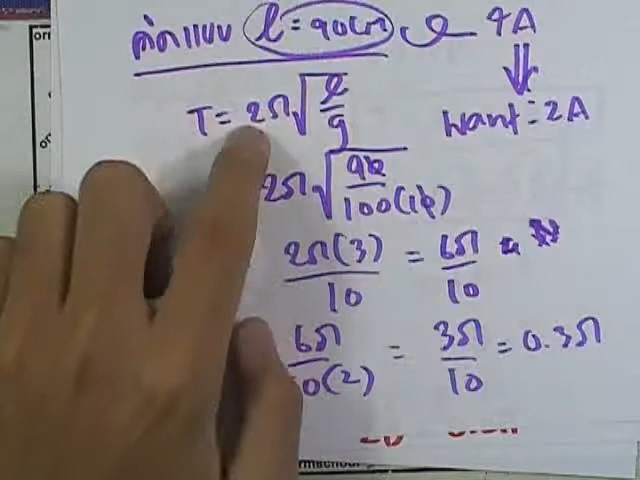 คิดแบบ l = 90cm 4A
T = 2π√(l/g) want : 2A
2π√(90/100(10))
2π(3)/10 = 6π/10
6π/10(2) = 3π/10 = 0.3π